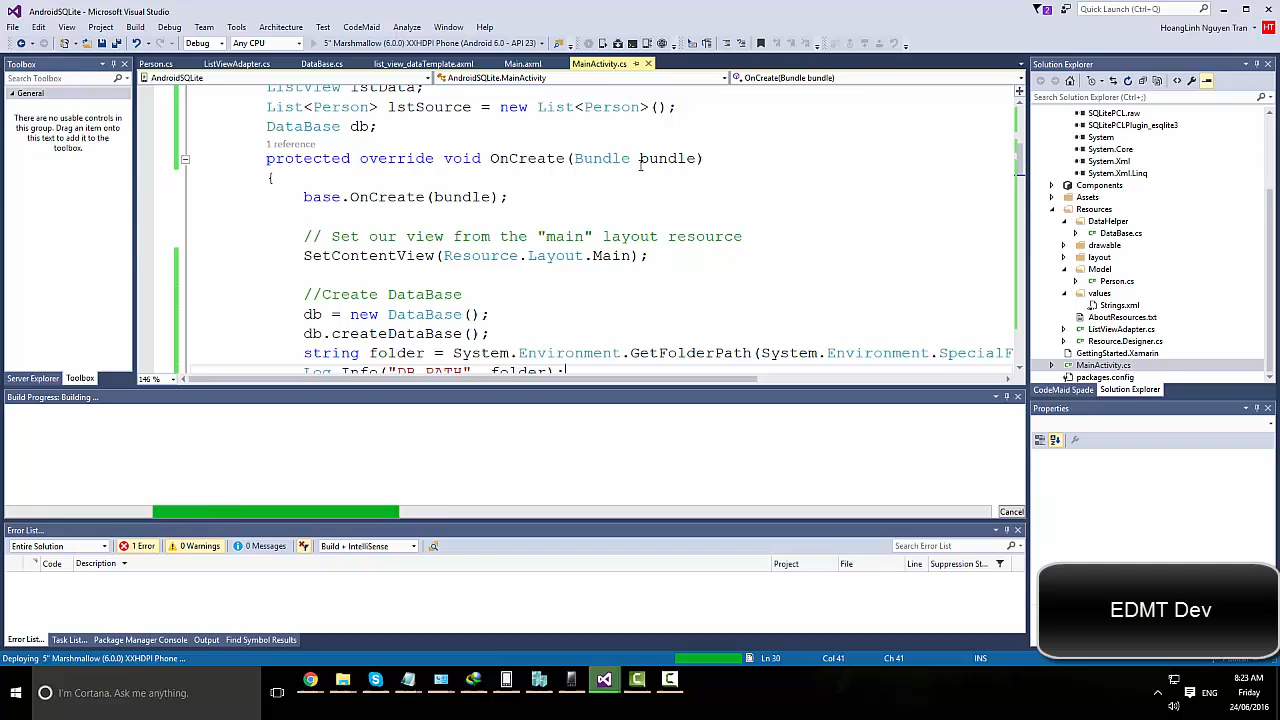 AndroidSQLite - Microsoft Visual Studio
2
Quick Launch (Ctrl+Q)
File Edit View Project Build Debug Team Tools Architecture Test CodeMaid Analyze Window Help
HoangLinh Nguyen Tran HT
Debug Any CPU 5" Marshmallow (6.0.0) XXHDPI Phone (Android 6.0 - API 23)
Toolbox
Person.cs ListViewAdapter.cs DataBase.cs list_view_dataTemplate.axml Main.axml MainActivity.cs
Solution Explorer
Search Toolbox
AndroidSQLite AndroidSQLite.MainActivity OnCreate(Bundle bundle)
General
There are no usable controls in this group. Drag an item onto this text to add it to the toolbox.
ListView lstData;
List<Person> lstSource = new List<Person>();
DataBase db;
1 reference
protected override void OnCreate(Bundle bundle)
{
base.OnCreate(bundle);
// Set our view from the "main" layout resource
SetContentView(Resource.Layout.Main);
//Create DataBase
db = new DataBase();
db.createDataBase();
string folder = System.Environment.GetFolderPath(System.Environment.SpecialF
Log.Info("DB_PATH", folder);
146 %
Server Explorer Toolbox
Search Solution Explorer (Ctrl+;)
SQLitePCL.raw
SQLitePCLPlugin_esqlite3
System
System.Core
System.Xml
System.Xml.Linq
Components
Assets
Resources
DataHelper
DataBase.cs
drawable
layout
Model
Person.cs
values
Strings.xml
AboutResources.txt
ListViewAdapter.cs
Resource.Designer.cs
GettingStarted.Xamarin
MainActivity.cs
packages.config
CodeMaid Spade Solution Explorer
Properties
Build Progress: Building ...
Cancel
Error List...
Entire Solution 1 Error 0 Warnings 0 Messages Build + IntelliSense
Search Error List
Code Description Project File Line Suppression St...
EDMT Dev
Error List... Task List... Package Manager Console Output Find Symbol Results
Deploying 5" Marshmallow (6.0.0) XXHDPI Phone ...
Ln 30 Col 41 Ch 41 INS
I'm Cortana. Ask me anything.
ENG
8:23 AM
Friday
24/06/2016